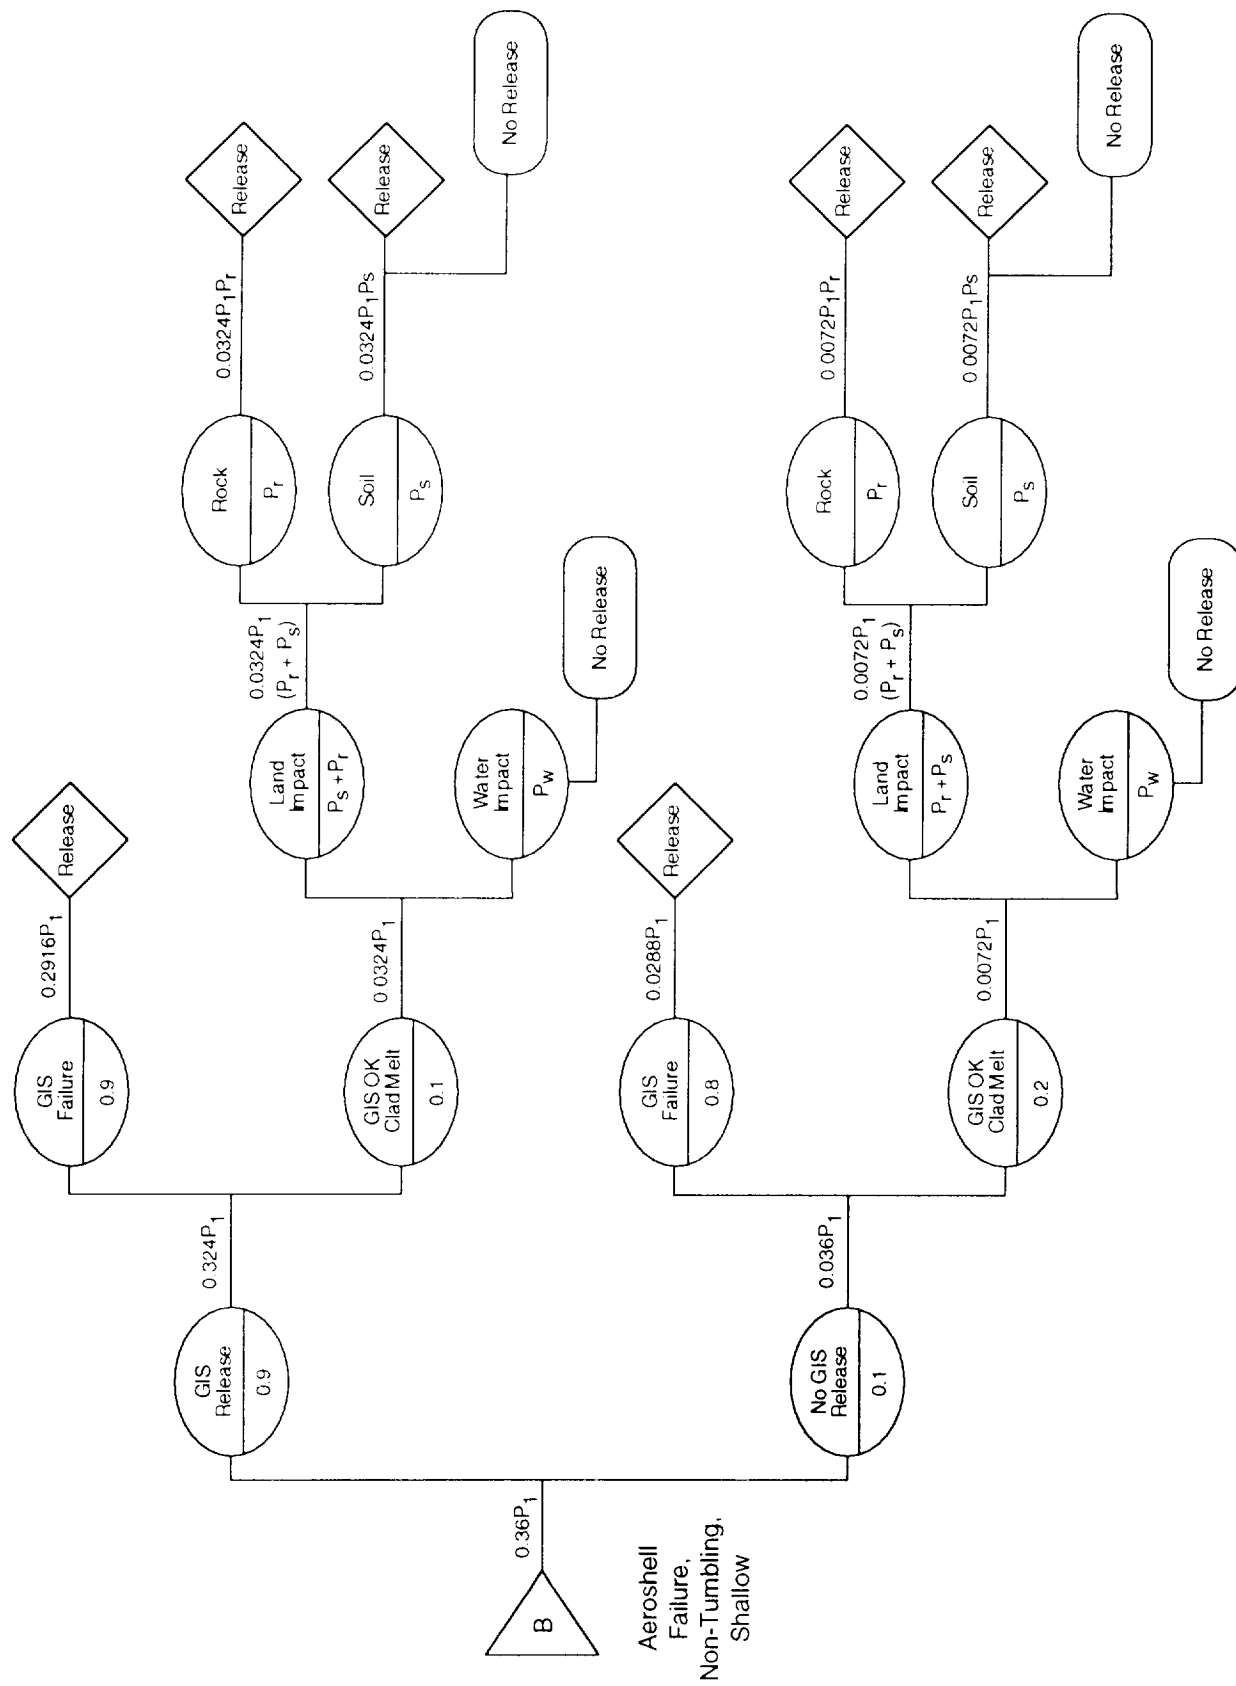 B
Aeroshell
Failure,
Non-Tumbling,
Shallow
0.36P₁
GIS
Release
0.9
0.324P₁
GIS
Failure
0.9
0.2916P₁
Release
GIS OK
Clad Melt
0.1
0.0324P₁
Land
Impact
Pₛ + Pᵣ
0.0324P₁
(Pᵣ + Pₛ)
Rock
Pᵣ
0.0324P₁Pᵣ
Release
Soil
Pₛ
0.0324P₁Ps
Release
No Release
Water
Impact
Pw
No Release
No GIS
Release
0.1
0.036P₁
GIS
Failure
0.8
0.0288P₁
Release
GIS OK
Clad Melt
0.2
0.0072P₁
Land
Impact
Pᵣ + Pₛ
0.0072P₁
(Pᵣ + Pₛ)
Rock
Pᵣ
0.0072P₁Pᵣ
Release
Soil
Pₛ
0.0072P₁Ps
Release
No Release
Water
Impact
Pw
No Release